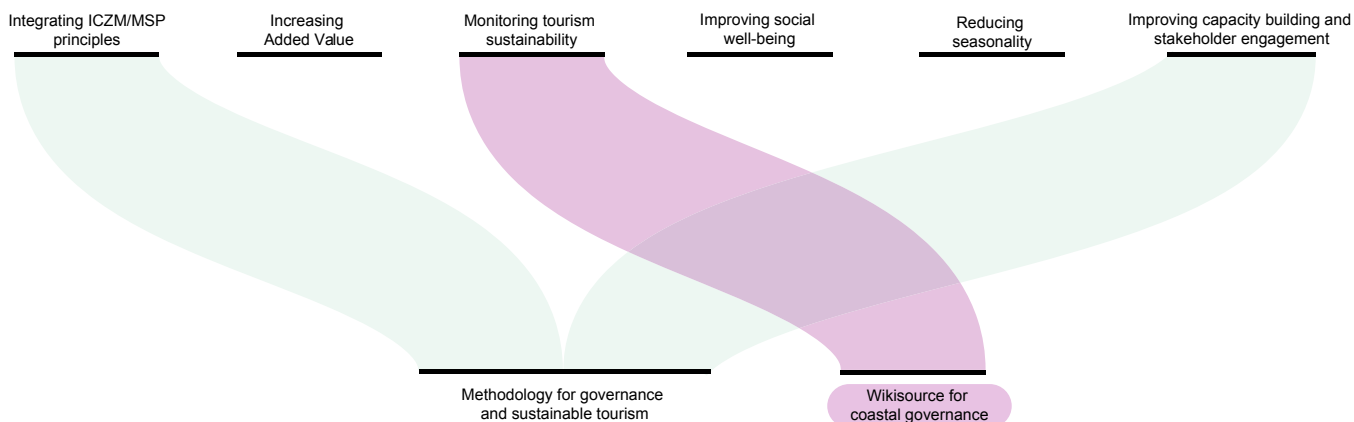 Integrating ICZM/MSP
principles
Increasing
Added Value
Monitoring tourism
sustainability
Improving social
well-being
Reducing
seasonality
Improving capacity building and
stakeholder engagement
Methodology for governance
and sustainable tourism
Wikisource for
coastal governance